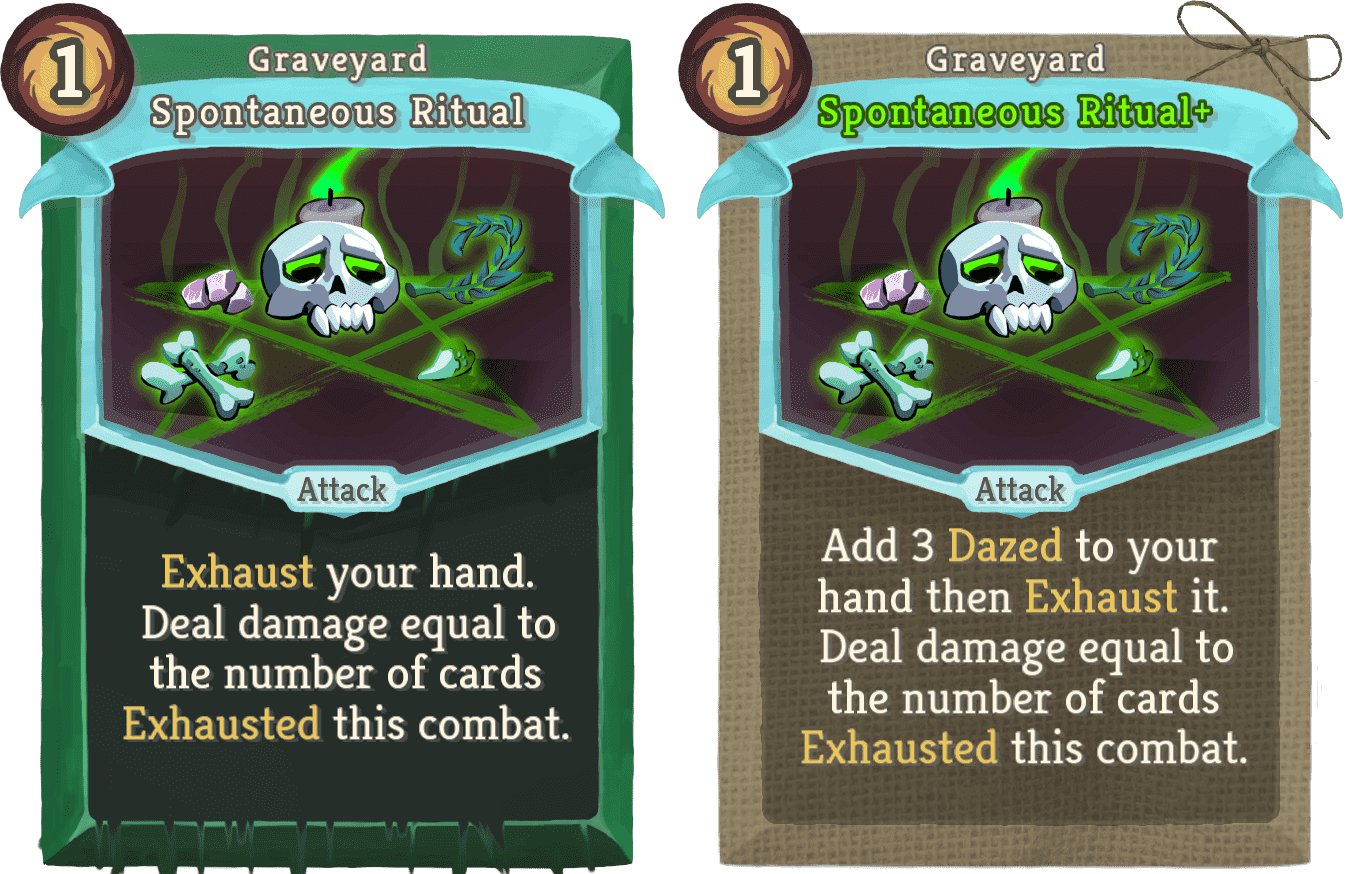 1
Graveyard
Spontaneous Ritual
Attack
Exhaust your hand.
Deal damage equal to
the number of cards
Exhausted this combat.
1
Graveyard
Spontaneous Ritual+
Attack
Add 3 Dazed to your
hand then Exhaust it.
Deal damage equal to
the number of cards
Exhausted this combat.